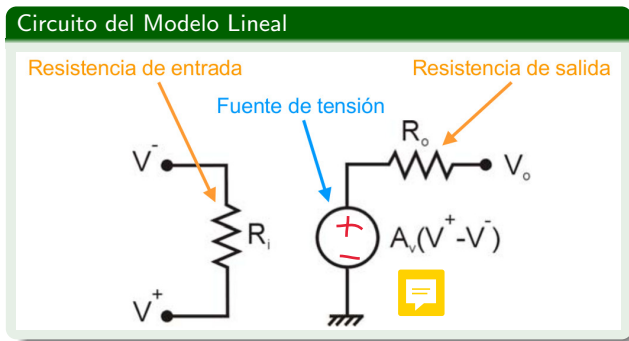 Circuito del Modelo Lineal
Resistencia de entrada
Resistencia de salida
Fuente de tensión
Rₒ
V⁻
Vₒ
+
Rᵢ
Aᵥ(V⁺-V⁻)
−
V⁺